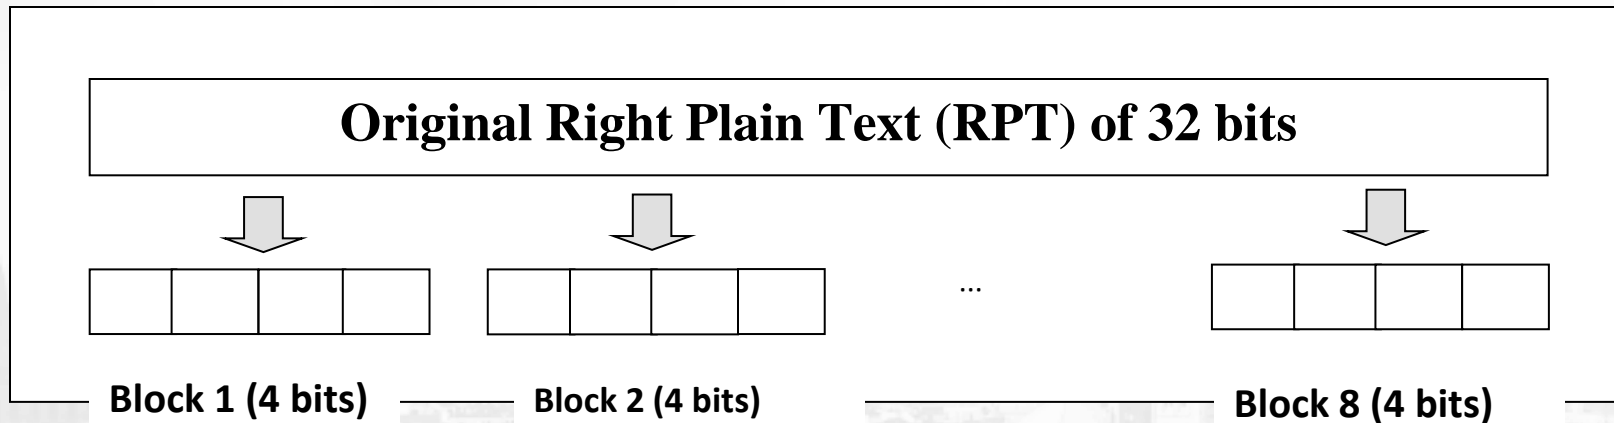 Original Right Plain Text (RPT) of 32 bits
...
Block 1 (4 bits) Block 2 (4 bits) Block 8 (4 bits)